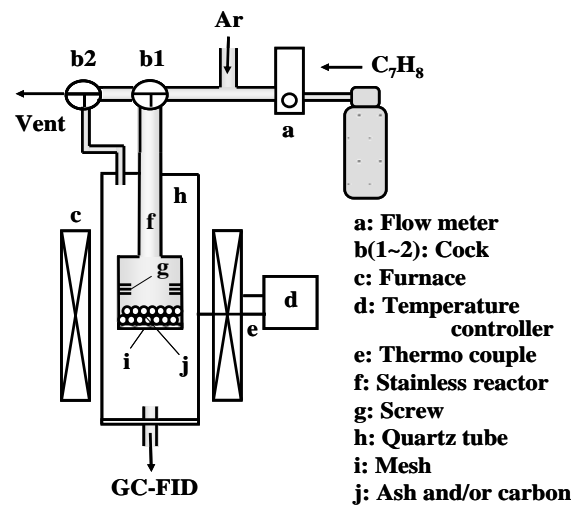 Ar
b2
b1
C₇H₈
Vent
a
h
c
f
g
d
e
i
j
GC-FID
a: Flow meter
b(1~2): Cock
c: Furnace
d: Temperature
controller
e: Thermo couple
f: Stainless reactor
g: Screw
h: Quartz tube
i: Mesh
j: Ash and/or carbon